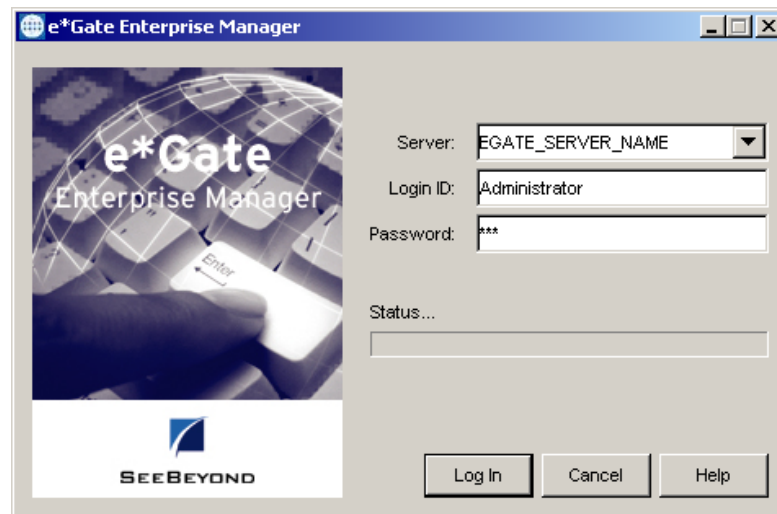 e*Gate Enterprise Manager
e*Gate
Enterprise Manager
Enter
SEEBEYOND
Server:
EGATE_SERVER_NAME
Login ID:
Administrator
Password:
***
Status...
Log In
Cancel
Help